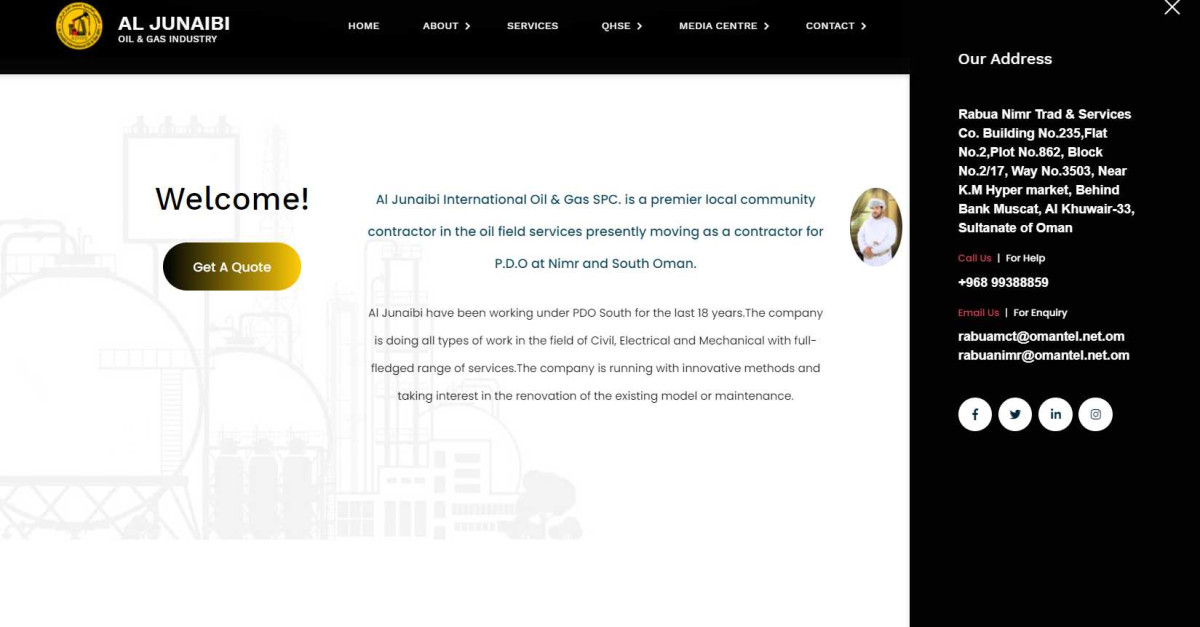 AL JUNAIBI
OIL & GAS INDUSTRY
HOME
ABOUT
SERVICES
QHSE
MEDIA CENTRE
CONTACT
Welcome!
Get A Quote
Al Junaibi International Oil & Gas SPC. is a premier local community
contractor in the oil field services presently moving as a contractor for
P.D.O at Nimr and South Oman.
Al Junaibi have been working under PDO South for the last 18 years.The company
is doing all types of work in the field of Civil, Electrical and Mechanical with full-
fledged range of services.The company is running with innovative methods and
taking interest in the renovation of the existing model or maintenance.
Our Address
Rabua Nimr Trad & Services
Co. Building No.235,Flat
No.2,Plot No.862, Block
No.2/17, Way No.3503, Near
K.M Hyper market, Behind
Bank Muscat, Al Khuwair-33,
Sultanate of Oman
Call Us | For Help
+968 99388859
Email Us | For Enquiry
rabuamct@omantel.net.om
rabuanimr@omantel.net.om